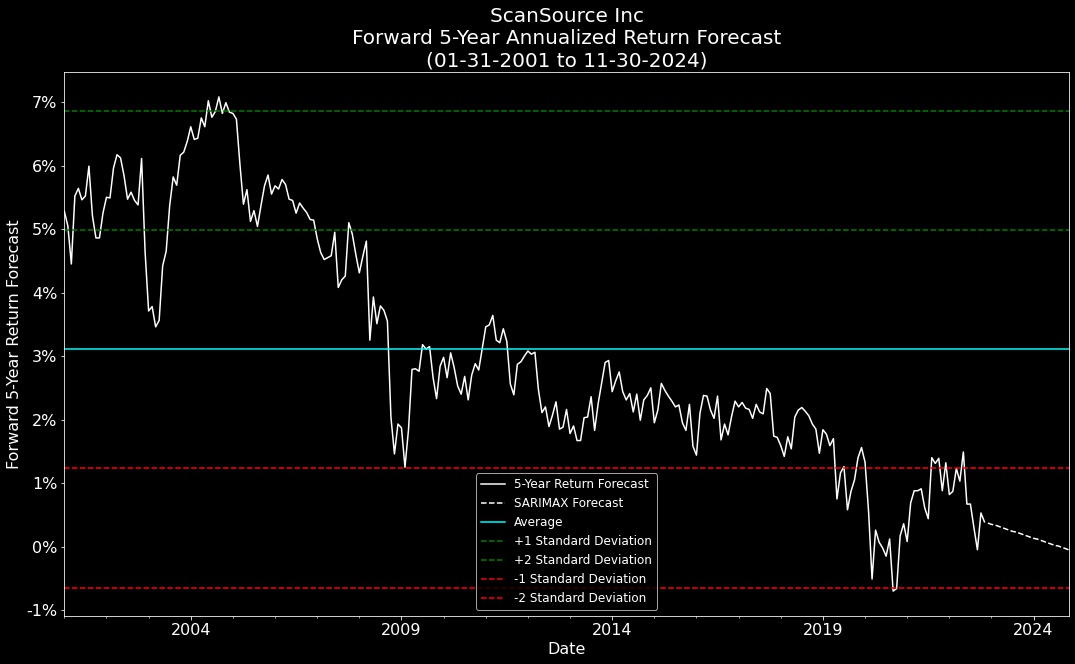 ScanSource Inc
Forward 5-Year Annualized Return Forecast
(01-31-2001 to 11-30-2024)
Forward 5-Year Return Forecast
7%
6%
5%
4%
3%
2%
1%
0%
-1%
5-Year Return Forecast
SARIMAX Forecast
Average
+1 Standard Deviation
+2 Standard Deviation
-1 Standard Deviation
-2 Standard Deviation
2004
2009
2014
2019
2024
Date